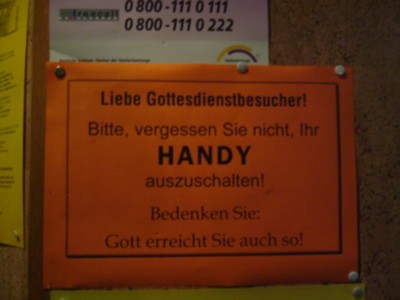 freecall
0 800 - 111 0 111
0 800 - 111 0 222
Liebe Gottesdienstbesucher!
Bitte, vergessen Sie nicht, Ihr
HANDY
auszuschalten!
Bedenken Sie:
Gott erreicht Sie auch so!